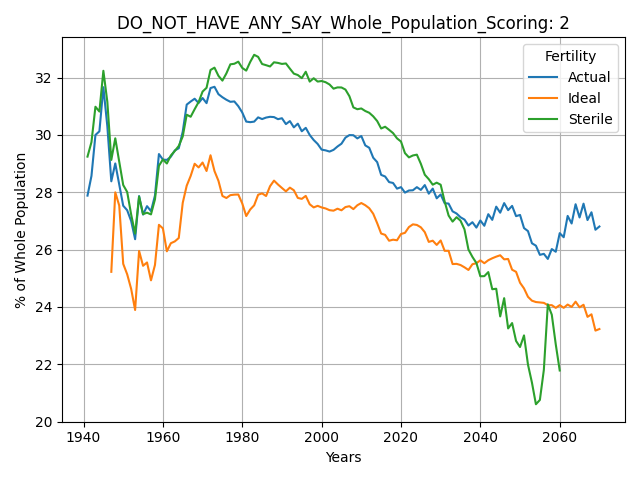 DO_NOT_HAVE_ANY_SAY_Whole_Population_Scoring: 2
Fertility
Actual
Ideal
Sterile
% of Whole Population
32
30
28
26
24
22
20
1940 1960 1980 2000 2020 2040 2060
Years